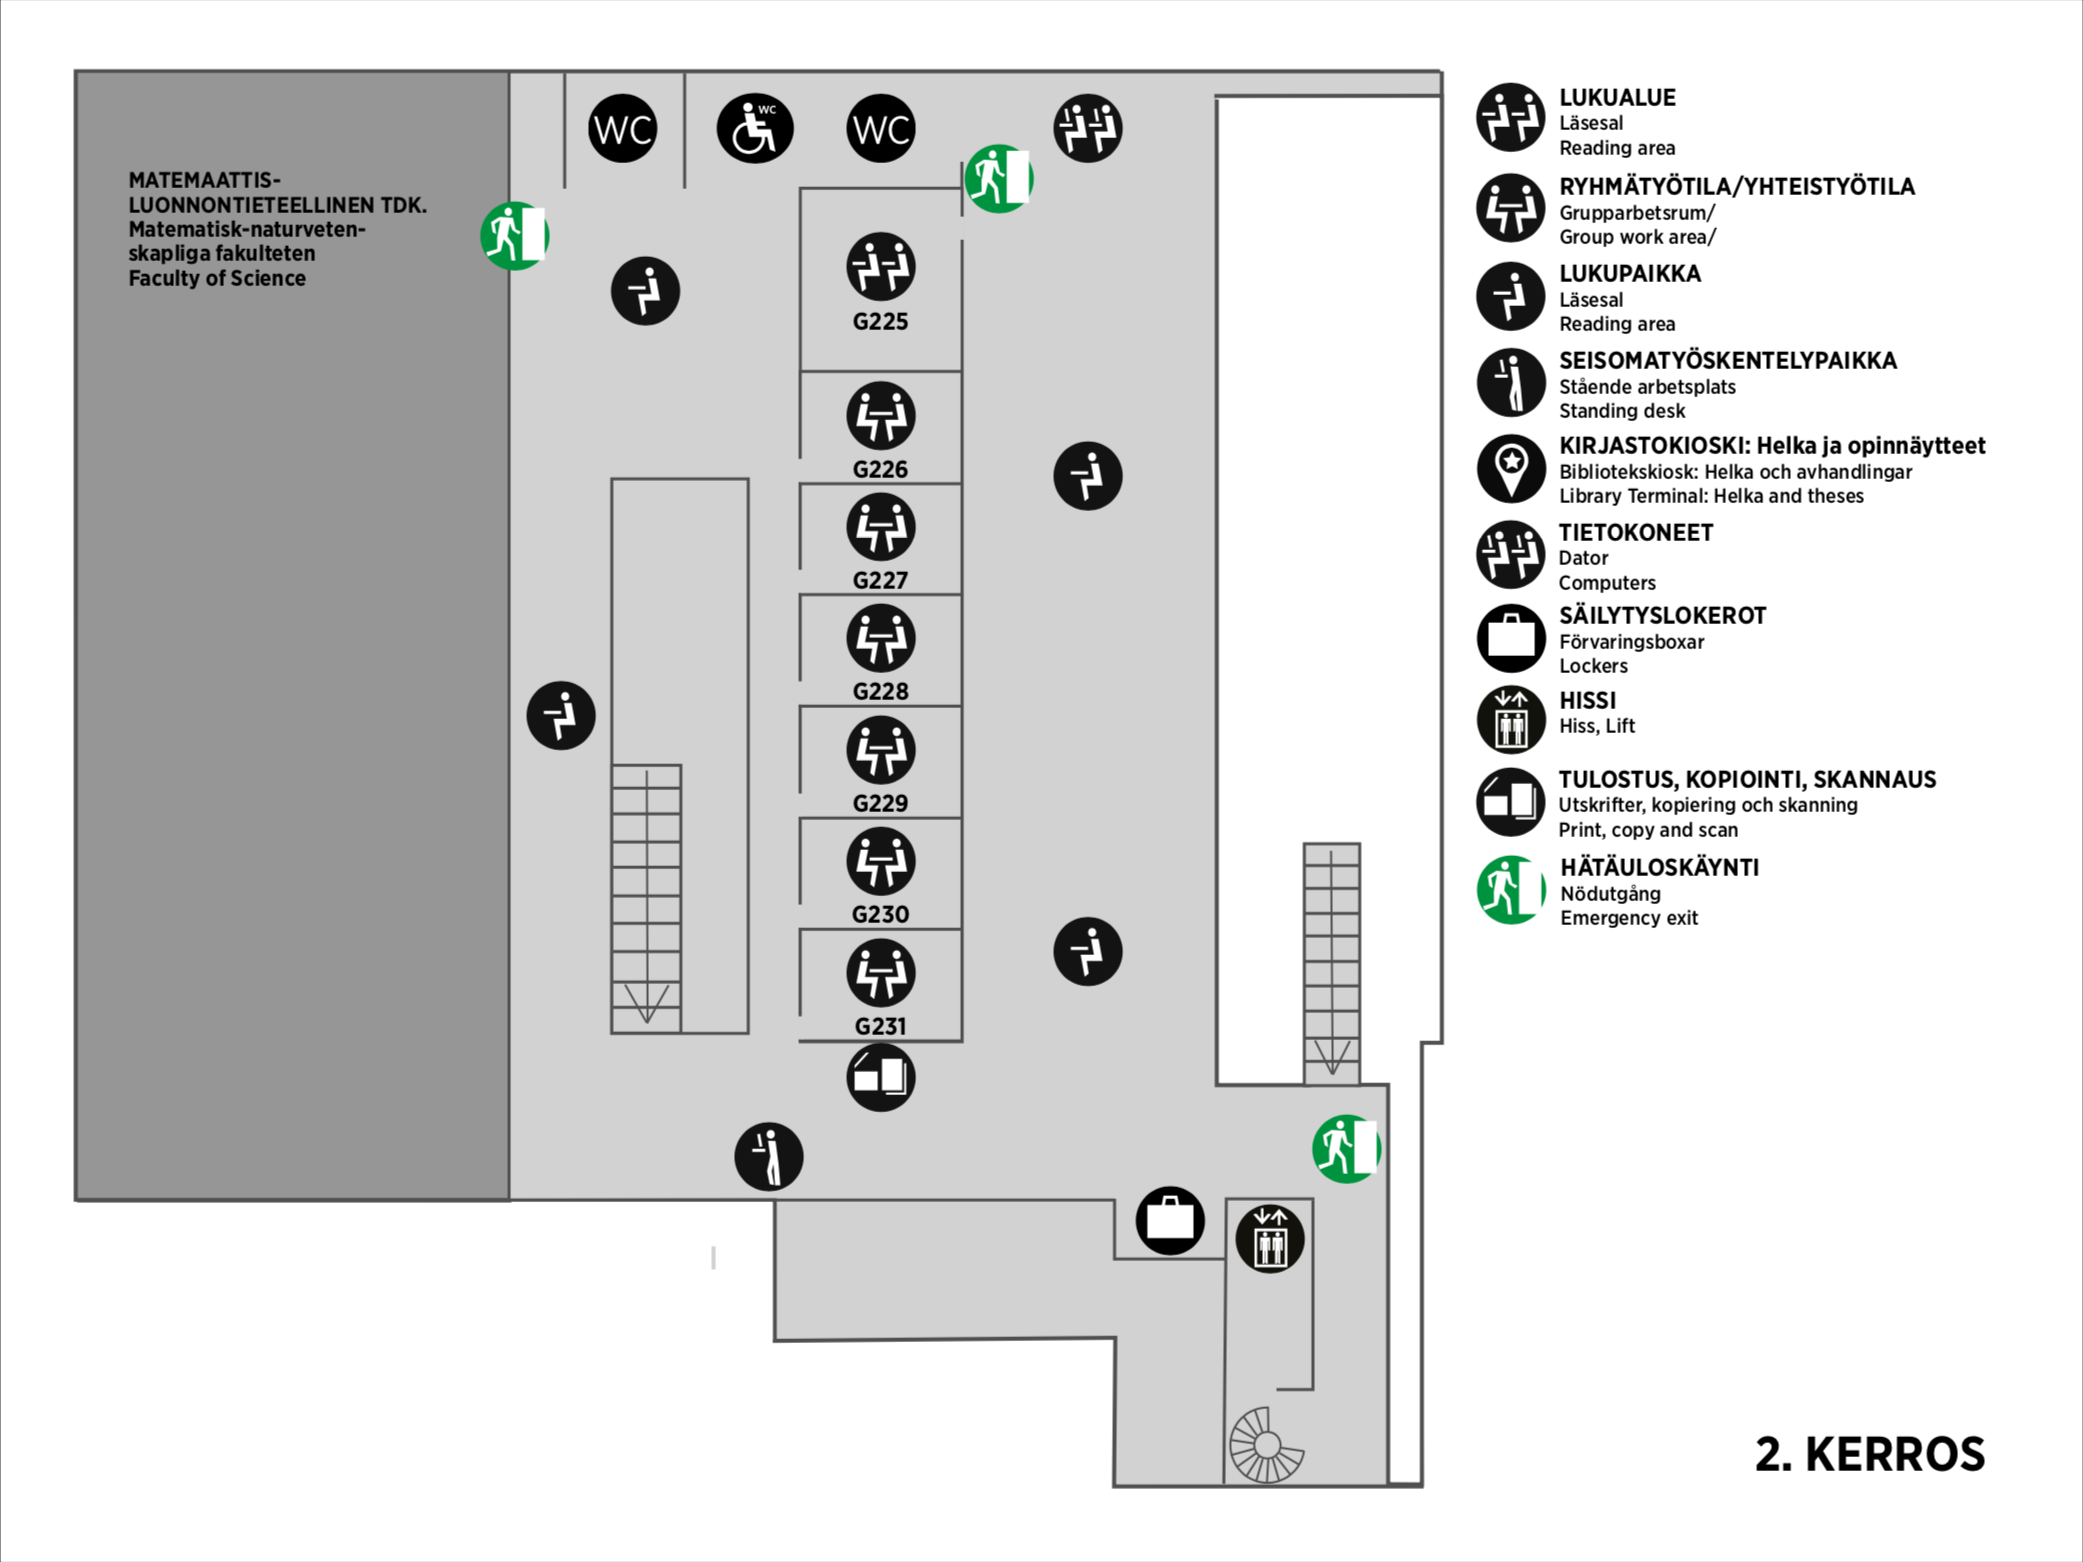 MATEMAATTIS-
LUONNONTIETEELLINEN TDK.
Matematisk-naturveten-
skapliga fakulteten
Faculty of Science
WC
WC
WC
G225
G226
G227
G228
G229
G230
G231
LUKUALUE
Läsesal
Reading area
RYHMÄTYÖTILA/YHTEISTYÖTILA
Grupparbetsrum/
Group work area/
LUKUPAIKKA
Läsesal
Reading area
SEISOMATYÖSKENTELYPAIKKA
Stående arbetsplats
Standing desk
KIRJASTOKIOSKI: Helka ja opinnäytteet
Bibliotekskiosk: Helka och avhandlingar
Library Terminal: Helka and theses
TIETOKONEET
Dator
Computers
SÄILYTYSLOKEROT
Förvaringsboxar
Lockers
HISSI
Hiss, Lift
TULOSTUS, KOPIOINTI, SKANNAUS
Utskrifter, kopiering och skanning
Print, copy and scan
HÄTÄULOSKÄYNTI
Nödutgång
Emergency exit
2. KERROS